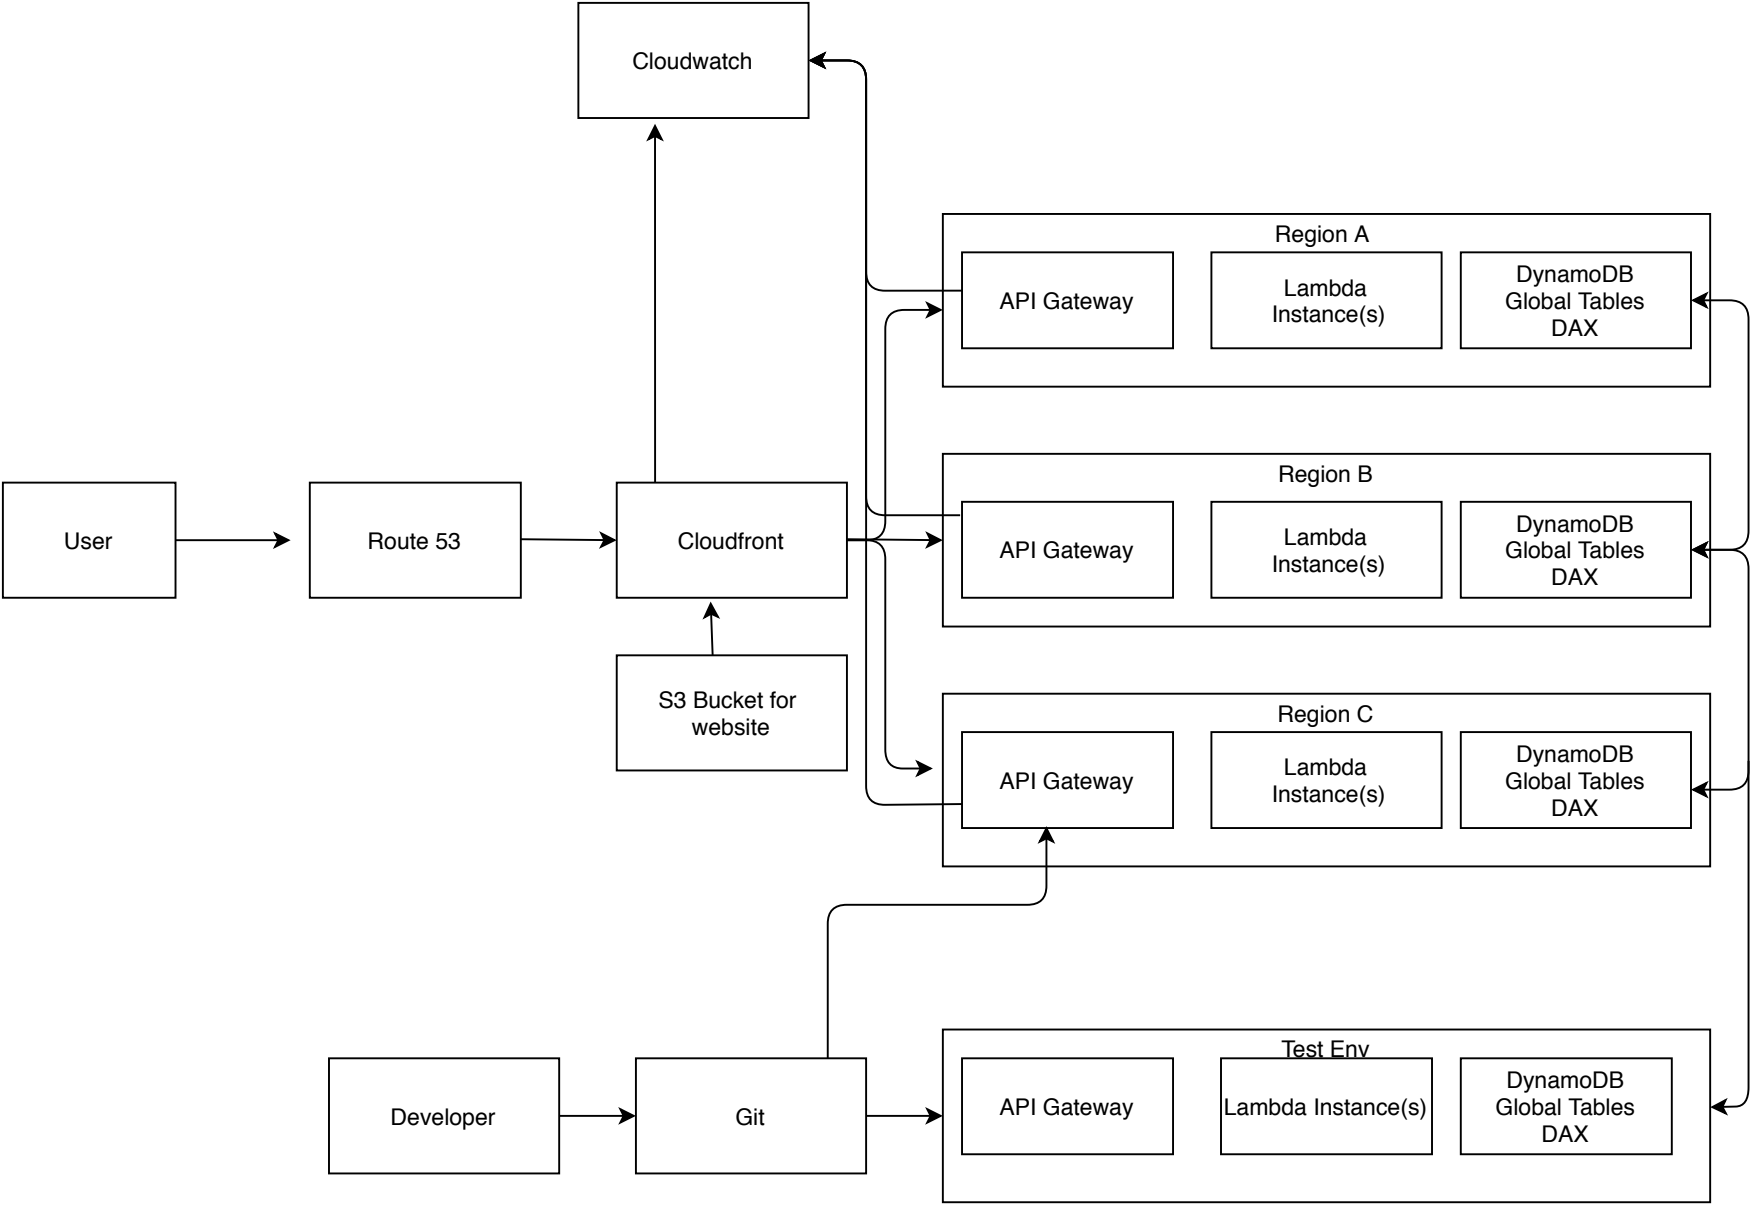 Cloudwatch
Region A
API Gateway
Lambda
Instance(s)
DynamoDB
Global Tables
DAX
User
Route 53
Cloudfront
Region B
API Gateway
Lambda
Instance(s)
DynamoDB
Global Tables
DAX
S3 Bucket for
website
Region C
API Gateway
Lambda
Instance(s)
DynamoDB
Global Tables
DAX
Developer
Git
Test Env
API Gateway
Lambda Instance(s)
DynamoDB
Global Tables
DAX